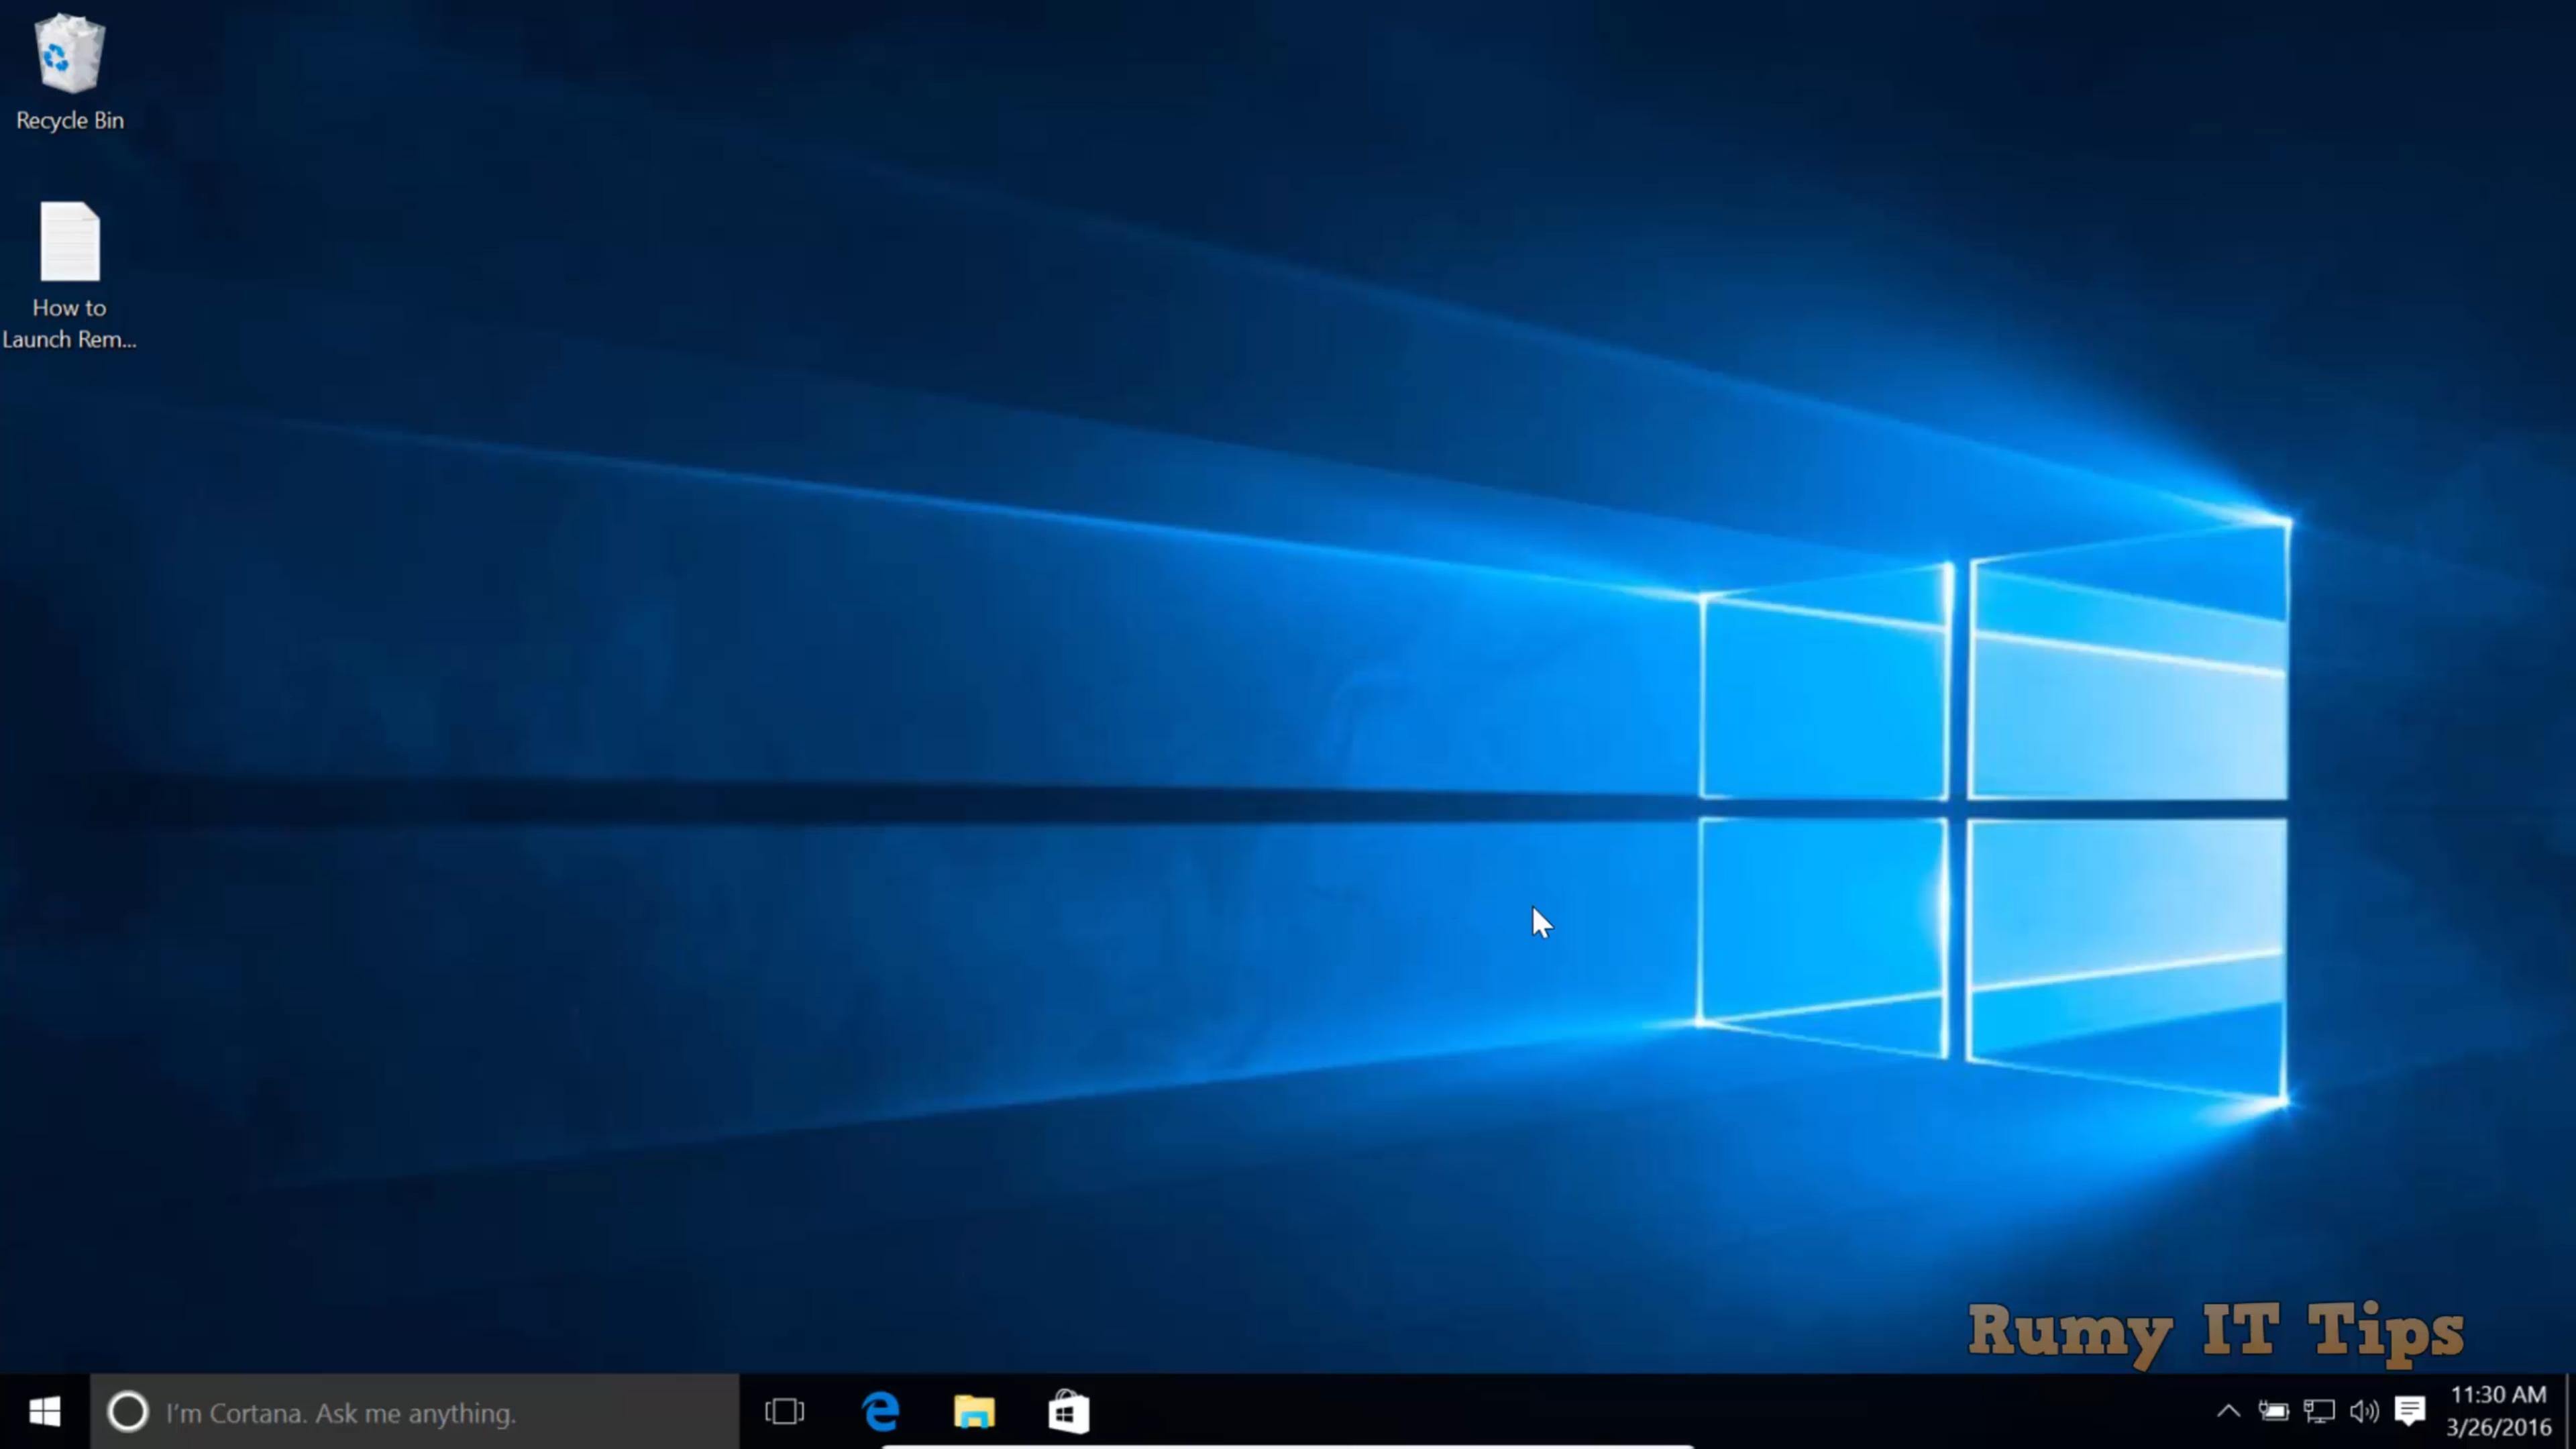 Recycle Bin
How to
Launch Rem...
Rumy IT Tips
I'm Cortana. Ask me anything.
11:30 AM
3/26/2016